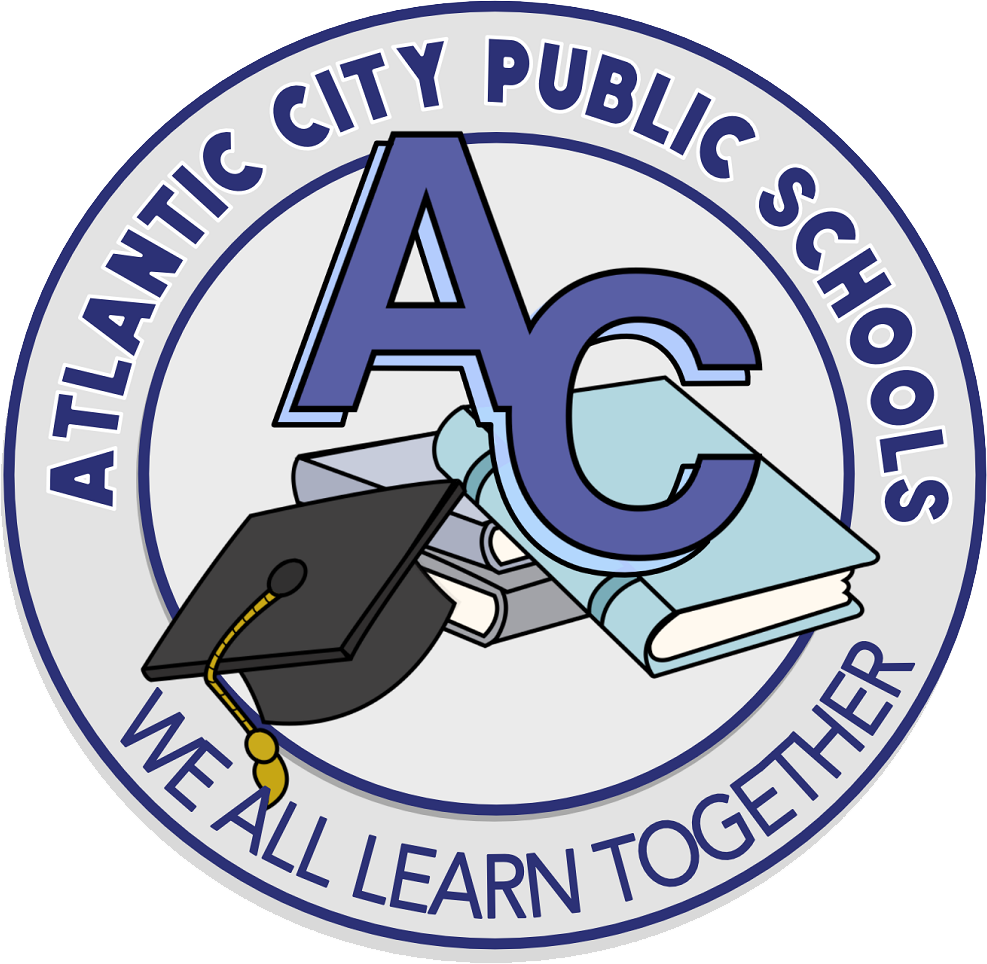 ATLANTIC CITY PUBLIC SCHOOLS
AC
WE ALL LEARN TOGETHER